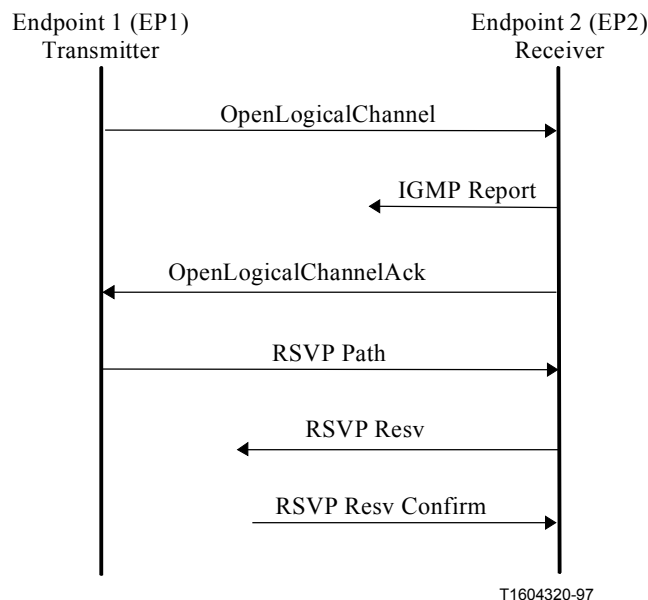 Endpoint 1 (EP1)
Transmitter
Endpoint 2 (EP2)
Receiver
OpenLogicalChannel
IGMP Report
OpenLogicalChannelAck
RSVP Path
RSVP Resv
RSVP Resv Confirm
T1604320-97